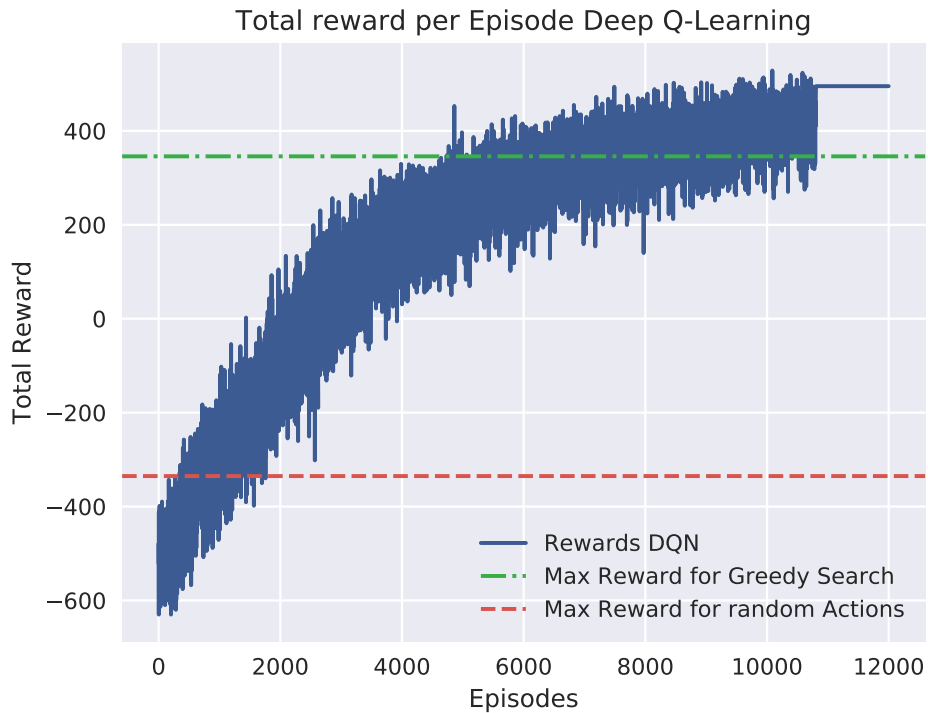 Total reward per Episode Deep Q-Learning
Total Reward
400
200
0
−200
−400
−600
Rewards DQN
Max Reward for Greedy Search
Max Reward for random Actions
0 2000 4000 6000 8000 10000 12000
Episodes